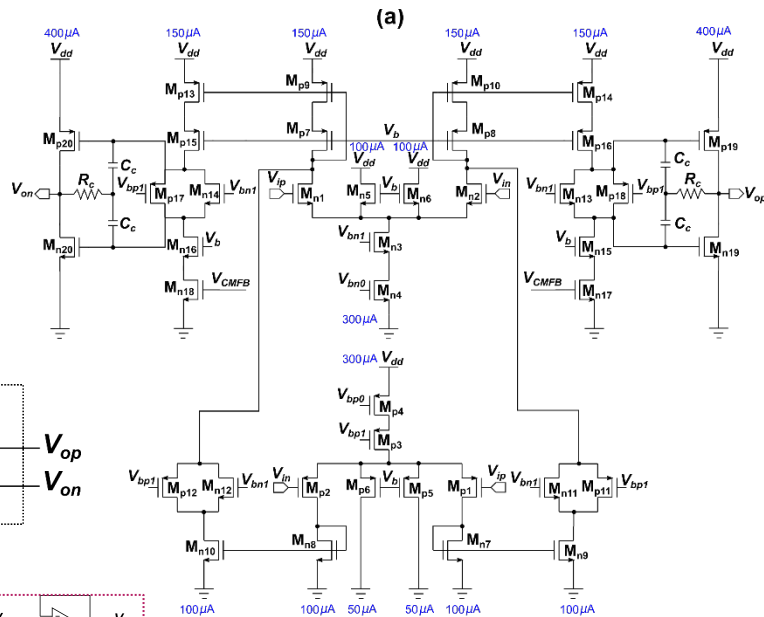 (a)
400µA 150µA 150µA 150µA 150µA 400µA
Vdd Vdd Vdd Vdd Vdd Vdd
Mp13 Mp9 Mp10 Mp14
Mp20 Mp15 Mp7 Vb Mp8 Mp16 Mp19
100µA 100µA
Cc Vdd Vdd Cc
Von Rc Vbp1 Mp17 Mn14 Vbn1 Vip Mn1 Mn5 Vb Mn6 Mn2 Vin Vbn1 Mn13 Mp18 Vbp1 Rc Vop
Cc Cc
Mn20 Mn16 Vb Vbn1 Mn3 Vb Mn15 Mn19
Mn18 VCMFB Vbn0 Mn4 VCMFB Mn17
300µA
300µA Vdd
Vbp0 Mp4
Vbp1 Mp3
Vop
Von
Vbp1 Mp12 Mn12 Vbn1 Vin Mp2 Mp6 Vb Mp5 Mp1 Vip Vbn1 Mn11 Mp11 Vbp1
Mn10 Mn8 Mn7 Mn9
100µA 100µA 50µA 50µA 100µA 100µA